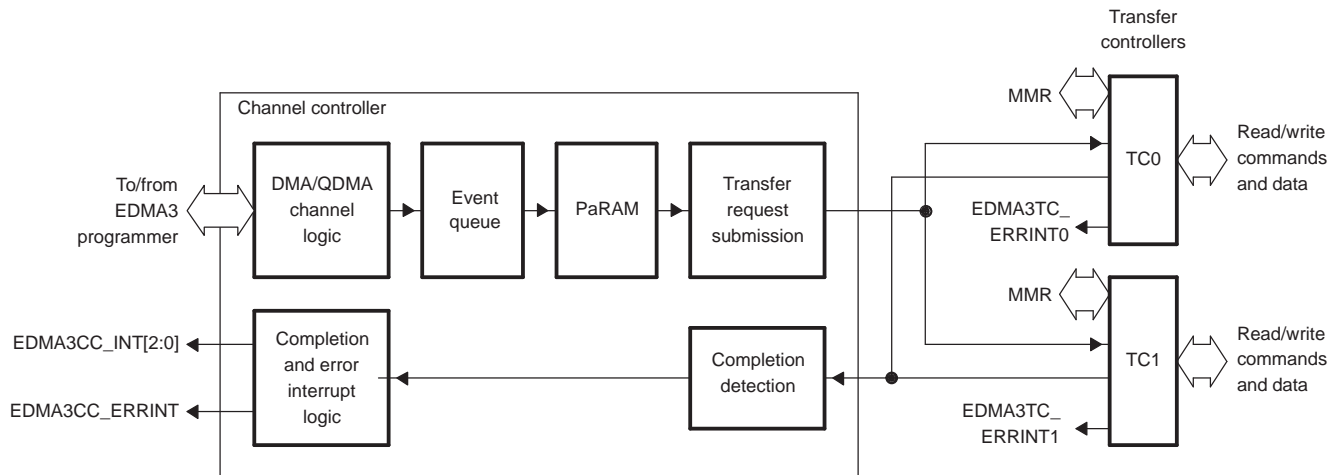 Transfer
controllers
MMR
Channel controller
TC0
Read/write
commands
and data
To/from
EDMA3
programmer
DMA/QDMA
channel
logic
Event
queue
PaRAM
Transfer
request
submission
EDMA3TC_
ERRINT0
MMR
EDMA3CC_INT[2:0]
Completion
and error
interrupt
logic
Completion
detection
TC1
Read/write
commands
and data
EDMA3CC_ERRINT
EDMA3TC_
ERRINT1